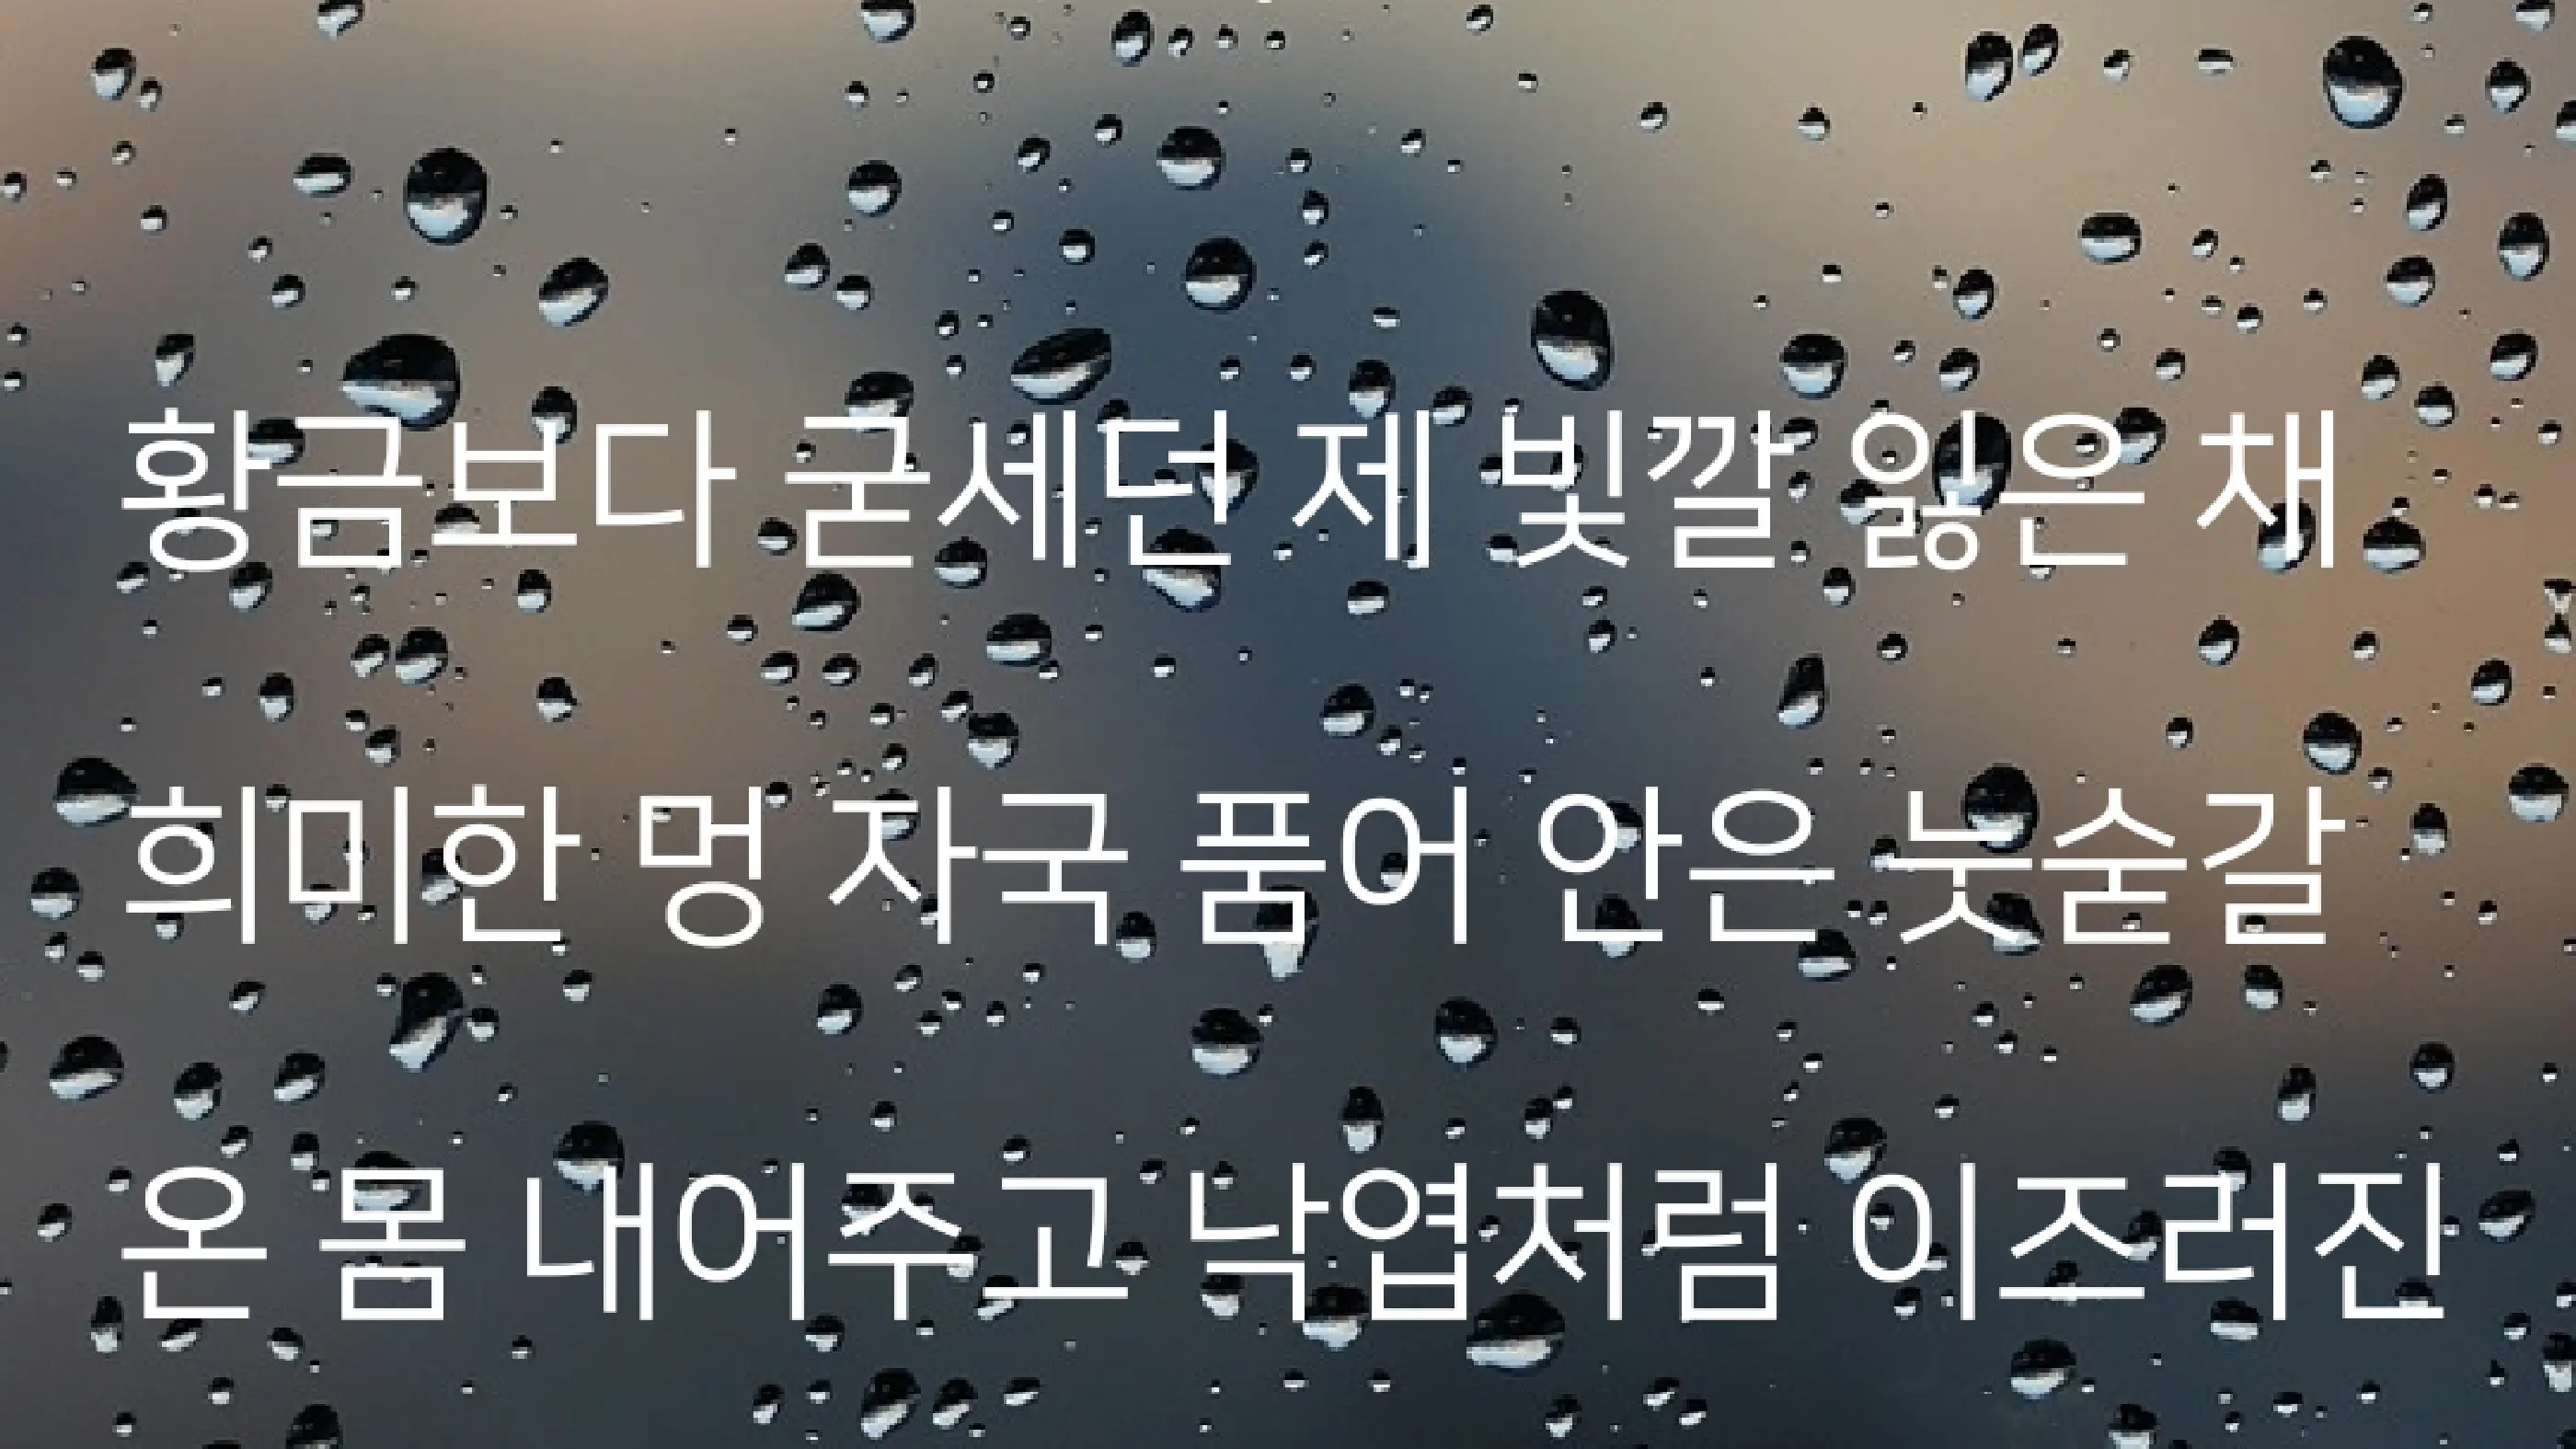 황금보다 굳세던 제 빛깔 잃은 채
희미한 멍 자국 품어 안은 눗숟갈
온 몸 내어주고 낙엽처럼 이즈러진